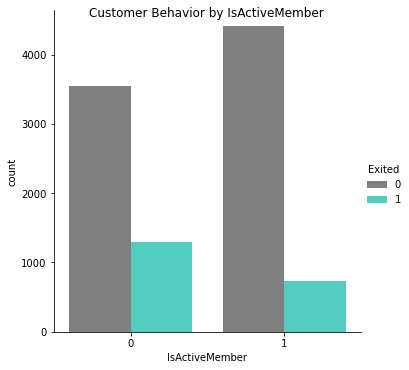 Customer Behavior by IsActiveMember
4000
3000
2000
1000
0
count
0
1
IsActiveMember
Exited
0
1